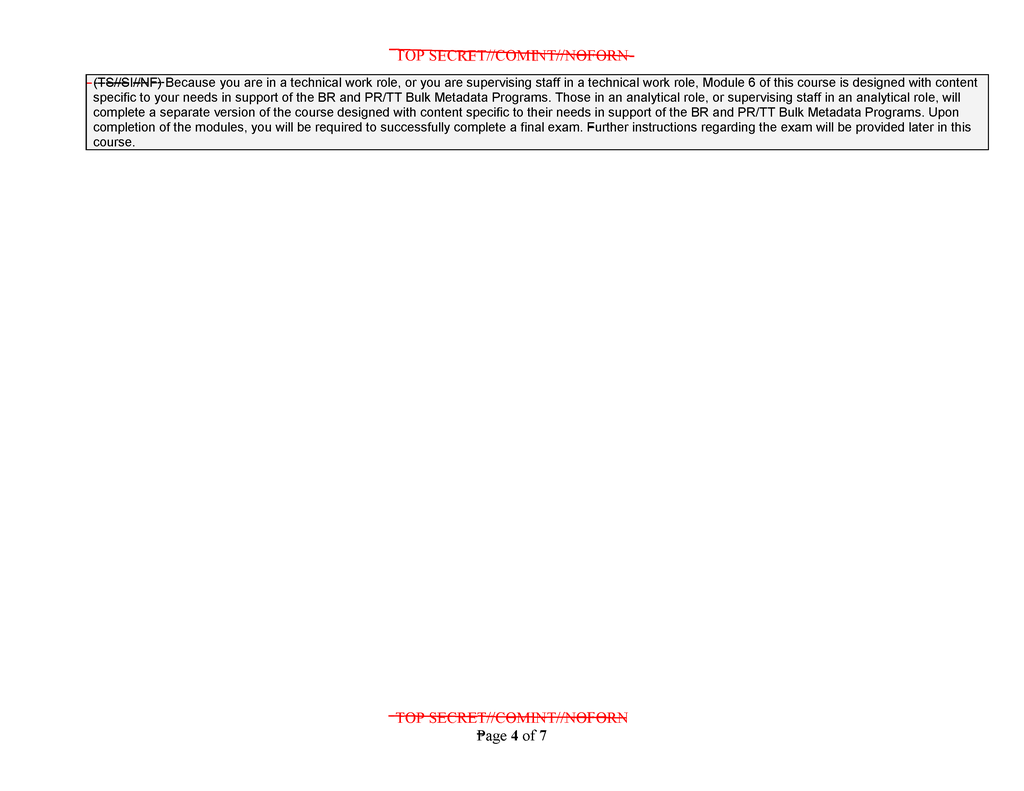 TOP SECRET//COMINT//NOFORN
(TS//SI//NF) Because you are in a technical work role, or you are supervising staff in a technical work role, Module 6 of this course is designed with content
specific to your needs in support of the BR and PR/TT Bulk Metadata Programs. Those in an analytical role, or supervising staff in an analytical role, will
complete a separate version of the course designed with content specific to their needs in support of the BR and PR/TT Bulk Metadata Programs. Upon
completion of the modules, you will be required to successfully complete a final exam. Further instructions regarding the exam will be provided later in this
course.
TOP SECRET//COMINT//NOFORN
Page 4 of 7